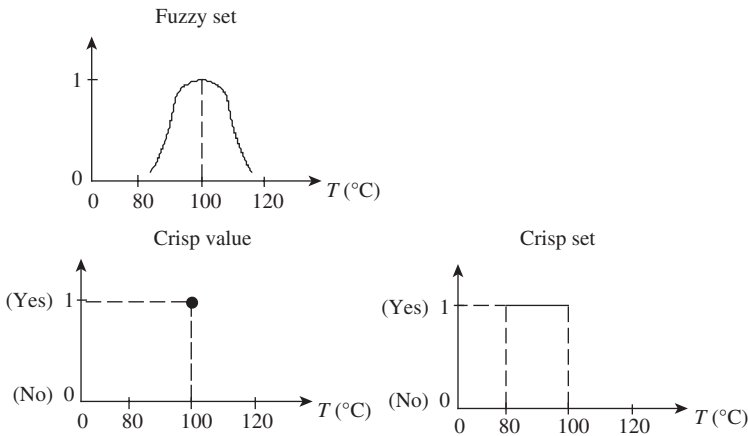 Fuzzy set
1
0 80 100 120 T (°C)
Crisp value
(Yes) 1
(No) 0
0 80 100 120 T (°C)
Crisp set
(Yes) 1
(No) 0
0 80 100 120 T (°C)